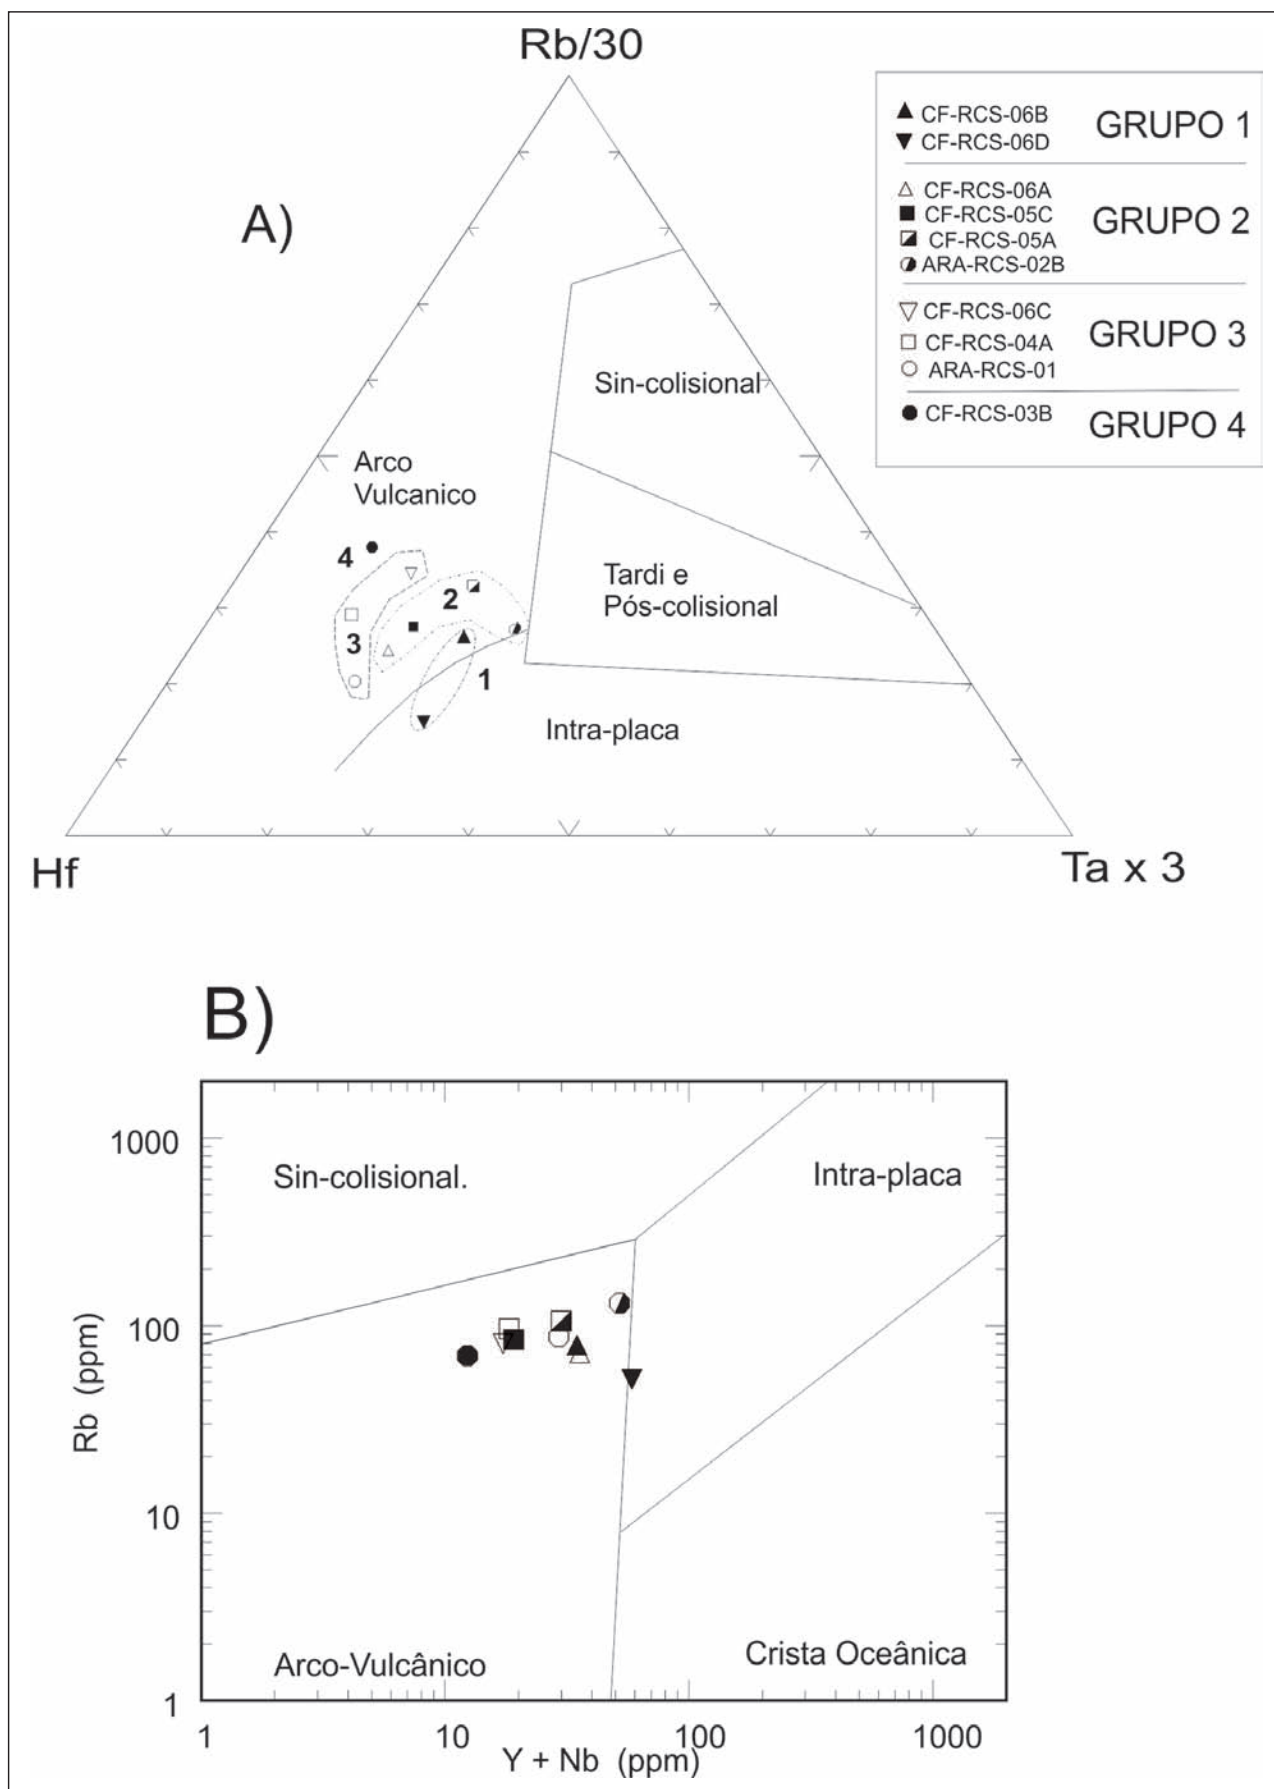 Rb/30
A)
▲ CF-RCS-06B
▼ CF-RCS-06D
GRUPO 1
△ CF-RCS-06A
■ CF-RCS-05C
CF-RCS-05A
ARA-RCS-02B
GRUPO 2
▽ CF-RCS-06C
□ CF-RCS-04A
○ ARA-RCS-01
GRUPO 3
● CF-RCS-03B
GRUPO 4
Sin-colisional
Arco
Vulcanico
Tardi e
Pós-colisional
4
2
3
1
Intra-placa
Hf
Ta x 3
B)
Sin-colisional.
Intra-placa
Arco-Vulcânico
Crista Oceânica
1000
100
10
1
Rb (ppm)
1
10
100
1000
Y + Nb (ppm)